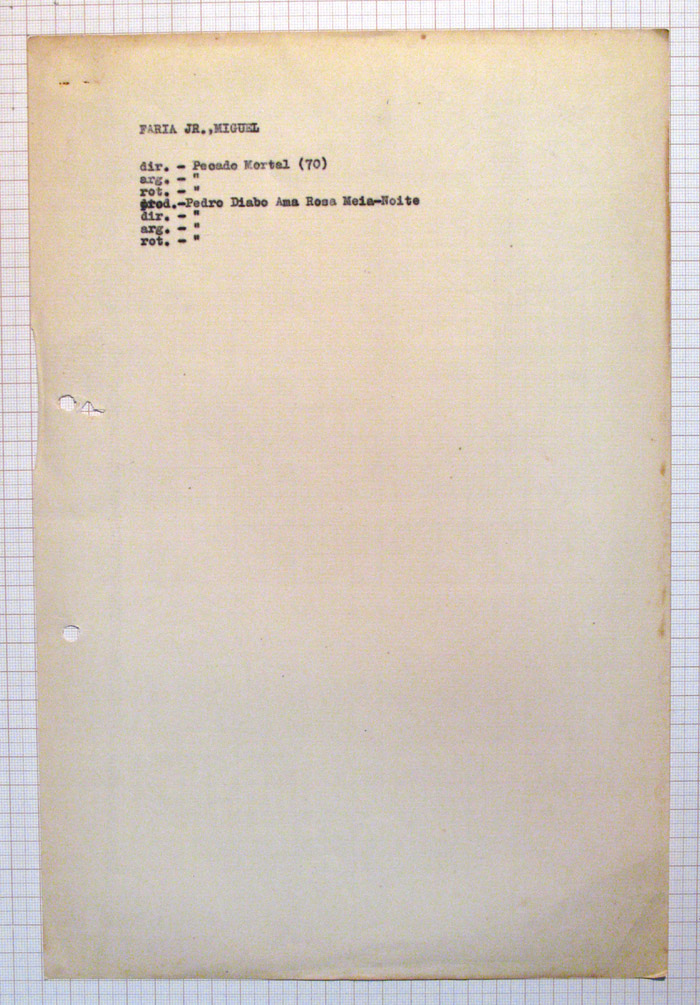 FARIA JR.,MIGUEL
dir. - Pecado Mortal (70)
arg. - "
rot. - "
prod.-Pedro Diabo Ama Rosa Meia-Noite
dir. - "
arg. - "
rot. - "